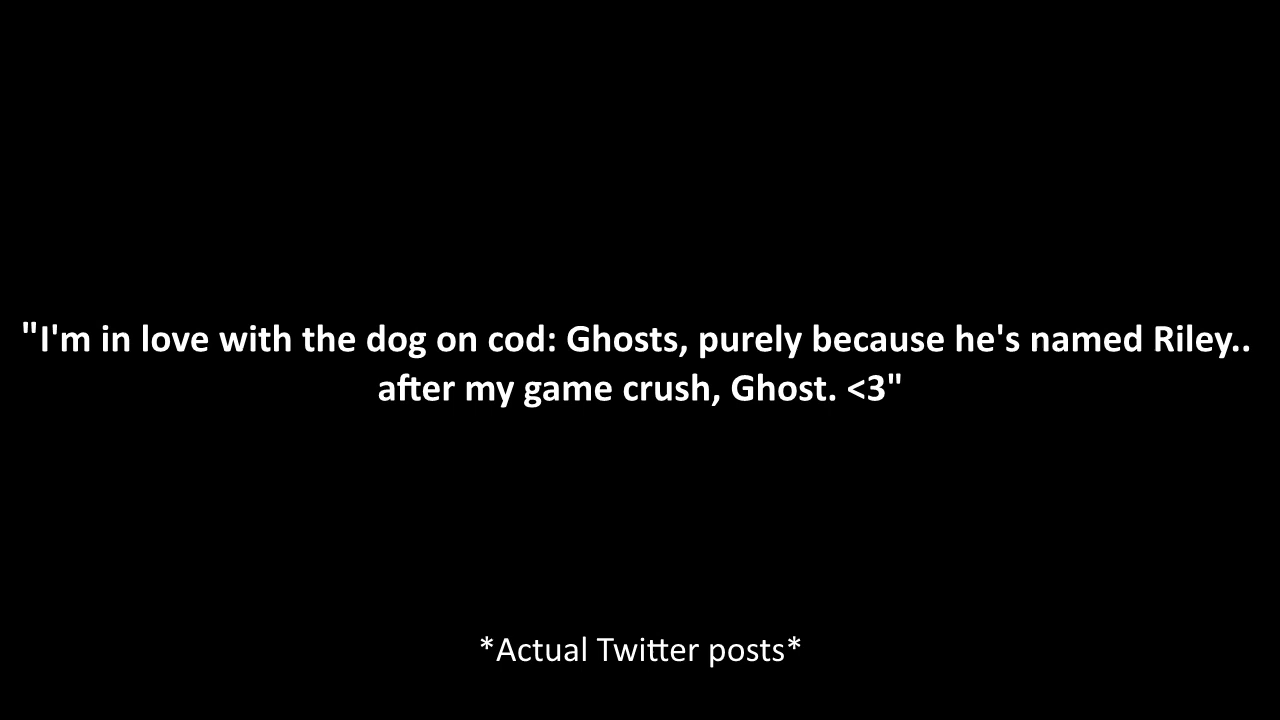 "I'm in love with the dog on cod: Ghosts, purely because he's named Riley..
after my game crush, Ghost. <3"
*Actual Twitter posts*